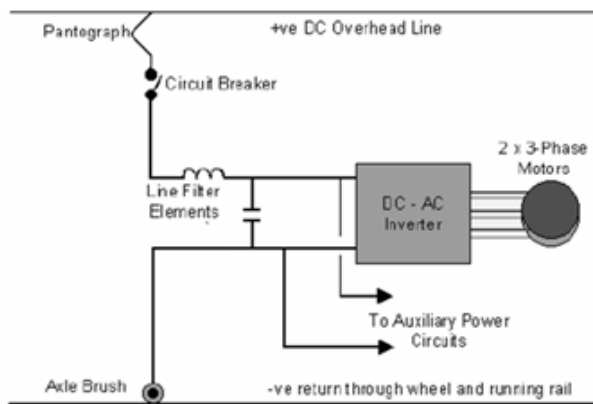 Pantograph
+ve DC Overhead Line
Circuit Breaker
2 x 3-Phase
Motors
Line Filter
Elements
DC - AC
Inverter
To Auxiliary Power
Circuits
Axle Brush
-ve return through wheel and running rail